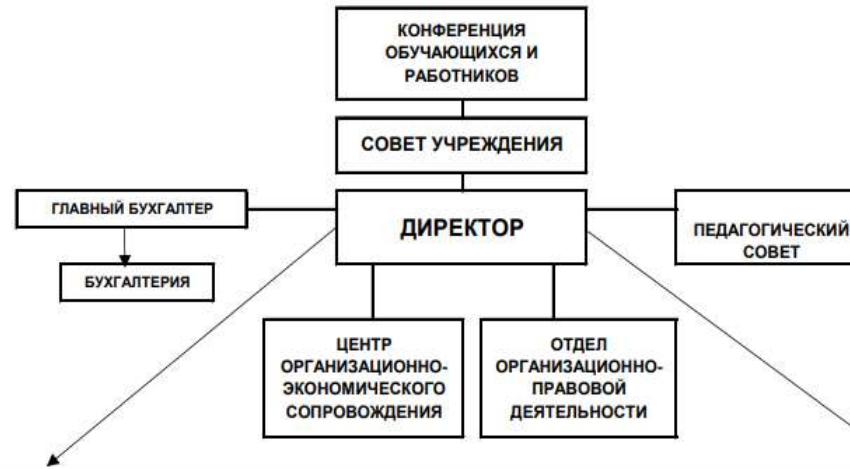 КОНФЕРЕНЦИЯ
ОБУЧАЮЩИХСЯ И
РАБОТНИКОВ
СОВЕТ УЧРЕЖДЕНИЯ
ГЛАВНЫЙ БУХГАЛТЕР
ДИРЕКТОР
ПЕДАГОГИЧЕСКИЙ
СОВЕТ
БУХГАЛТЕРИЯ
ЦЕНТР
ОРГАНИЗАЦИОННО-
ЭКОНОМИЧЕСКОГО
СОПРОВОЖДЕНИЯ
ОТДЕЛ
ОРГАНИЗАЦИОННО-
ПРАВОВОЙ
ДЕЯТЕЛЬНОСТИ